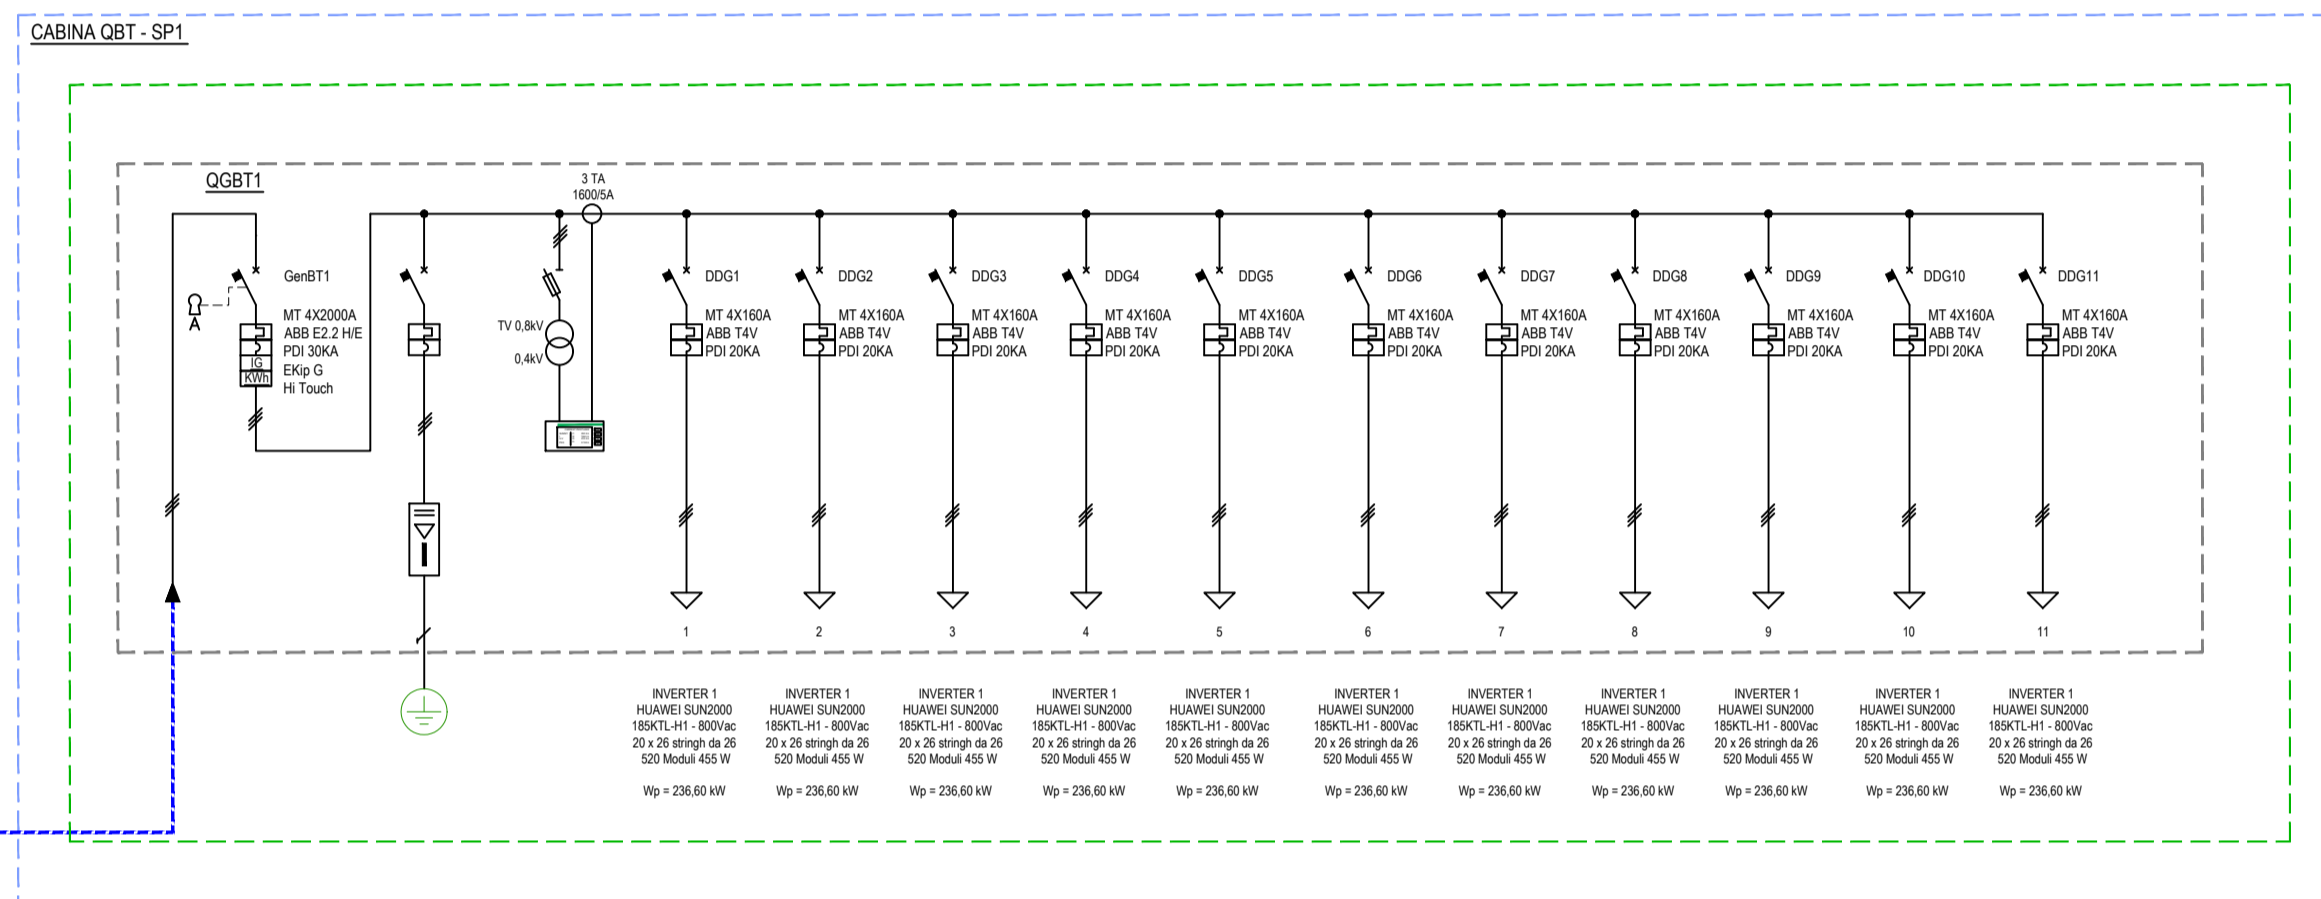 CABINA QBT - SP1
QGBT1
3 TA
1600/5A
GenBT1
MT 4X2000A
ABB E2.2 H/E
PDI 30KA
EKip G
Hi Touch
IG
KWh
A
TV 0,8kV
0,4kV
DDG1
MT 4X160A
ABB T4V
PDI 20KA
DDG2
MT 4X160A
ABB T4V
PDI 20KA
DDG3
MT 4X160A
ABB T4V
PDI 20KA
DDG4
MT 4X160A
ABB T4V
PDI 20KA
DDG5
MT 4X160A
ABB T4V
PDI 20KA
DDG6
MT 4X160A
ABB T4V
PDI 20KA
DDG7
MT 4X160A
ABB T4V
PDI 20KA
DDG8
MT 4X160A
ABB T4V
PDI 20KA
DDG9
MT 4X160A
ABB T4V
PDI 20KA
DDG10
MT 4X160A
ABB T4V
PDI 20KA
DDG11
MT 4X160A
ABB T4V
PDI 20KA
1
2
3
4
5
6
7
8
9
10
11
INVERTER 1
HUAWEI SUN2000
185KTL-H1 - 800Vac
20 x 26 stringh da 26
520 Moduli 455 W
Wp = 236,60 kW
INVERTER 1
HUAWEI SUN2000
185KTL-H1 - 800Vac
20 x 26 stringh da 26
520 Moduli 455 W
Wp = 236,60 kW
INVERTER 1
HUAWEI SUN2000
185KTL-H1 - 800Vac
20 x 26 stringh da 26
520 Moduli 455 W
Wp = 236,60 kW
INVERTER 1
HUAWEI SUN2000
185KTL-H1 - 800Vac
20 x 26 stringh da 26
520 Moduli 455 W
Wp = 236,60 kW
INVERTER 1
HUAWEI SUN2000
185KTL-H1 - 800Vac
20 x 26 stringh da 26
520 Moduli 455 W
Wp = 236,60 kW
INVERTER 1
HUAWEI SUN2000
185KTL-H1 - 800Vac
20 x 26 stringh da 26
520 Moduli 455 W
Wp = 236,60 kW
INVERTER 1
HUAWEI SUN2000
185KTL-H1 - 800Vac
20 x 26 stringh da 26
520 Moduli 455 W
Wp = 236,60 kW
INVERTER 1
HUAWEI SUN2000
185KTL-H1 - 800Vac
20 x 26 stringh da 26
520 Moduli 455 W
Wp = 236,60 kW
INVERTER 1
HUAWEI SUN2000
185KTL-H1 - 800Vac
20 x 26 stringh da 26
520 Moduli 455 W
Wp = 236,60 kW
INVERTER 1
HUAWEI SUN2000
185KTL-H1 - 800Vac
20 x 26 stringh da 26
520 Moduli 455 W
Wp = 236,60 kW
INVERTER 1
HUAWEI SUN2000
185KTL-H1 - 800Vac
20 x 26 stringh da 26
520 Moduli 455 W
Wp = 236,60 kW